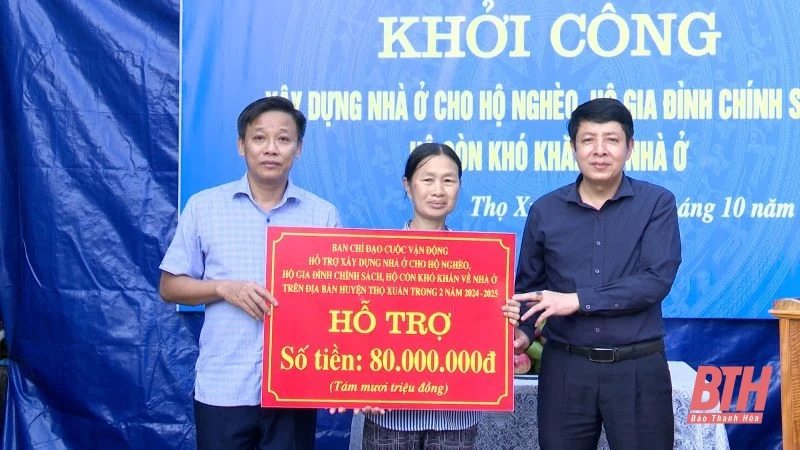 KHỞI CÔNG
XÂY DỰNG NHÀ Ở CHO HỘ NGHÈO, HỘ GIA ĐÌNH CHÍNH S
HỘ CÒN KHÓ KHĂN NHÀ Ở
Thọ X tháng 10 năm
BAN CHỈ ĐẠO CUỘC VẬN ĐỘNG
HỖ TRỢ XÂY DỰNG NHÀ Ở CHO HỘ NGHÈO,
HỘ GIA ĐÌNH CHÍNH SÁCH, HỘ CÒN KHÓ KHĂN VỀ NHÀ Ở
TRÊN ĐỊA BÀN HUYỆN THỌ XUÂN TRONG 2 NĂM 2024-2025
HỖ TRỢ
Số tiền: 80.000.000đ
(Tám mươi triệu đồng)
BTH
Báo Thanh Hóa